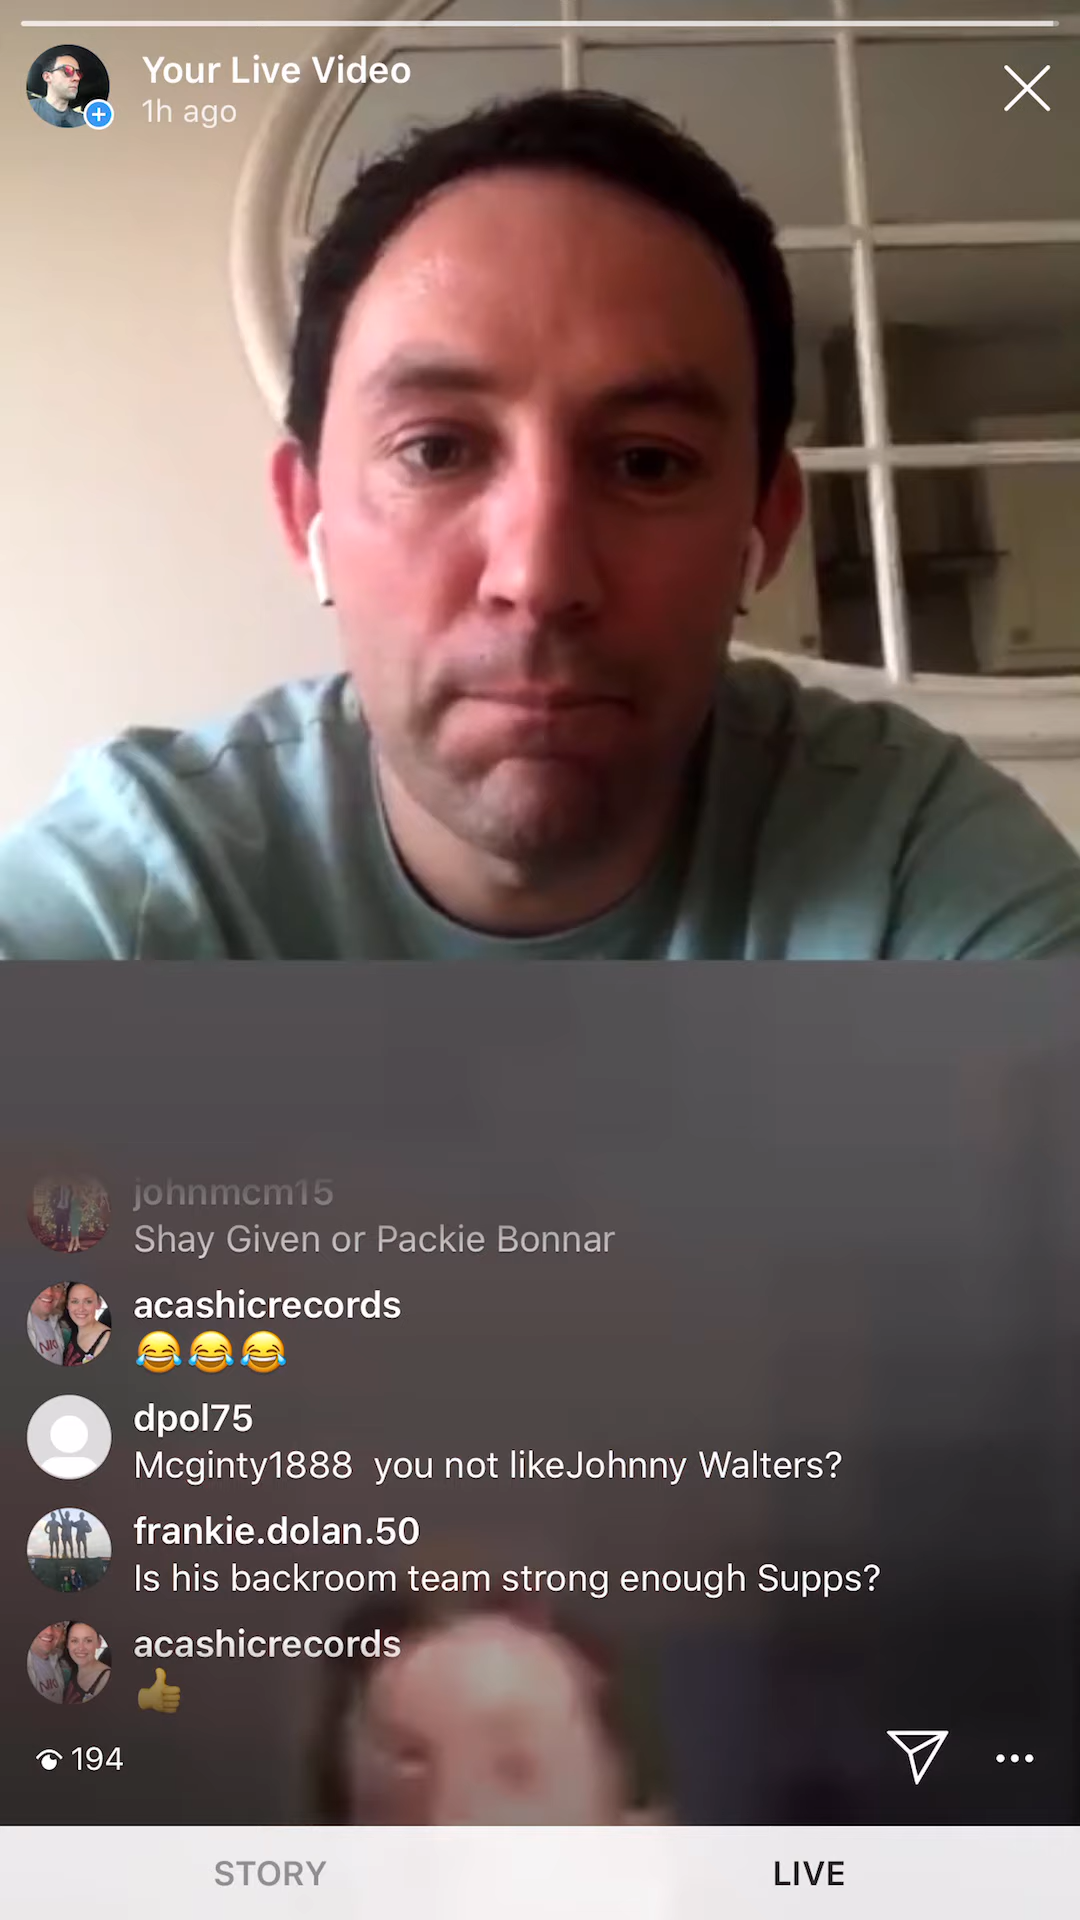 Your Live Video
1h ago
johnmcm15
Shay Given or Packie Bonnar
acashicrecords
😂😂😂
dpol75
Mcginty1888  you not likeJohnny Walters?
frankie.dolan.50
Is his backroom team strong enough Supps?
acashicrecords
👍
194
STORY
LIVE